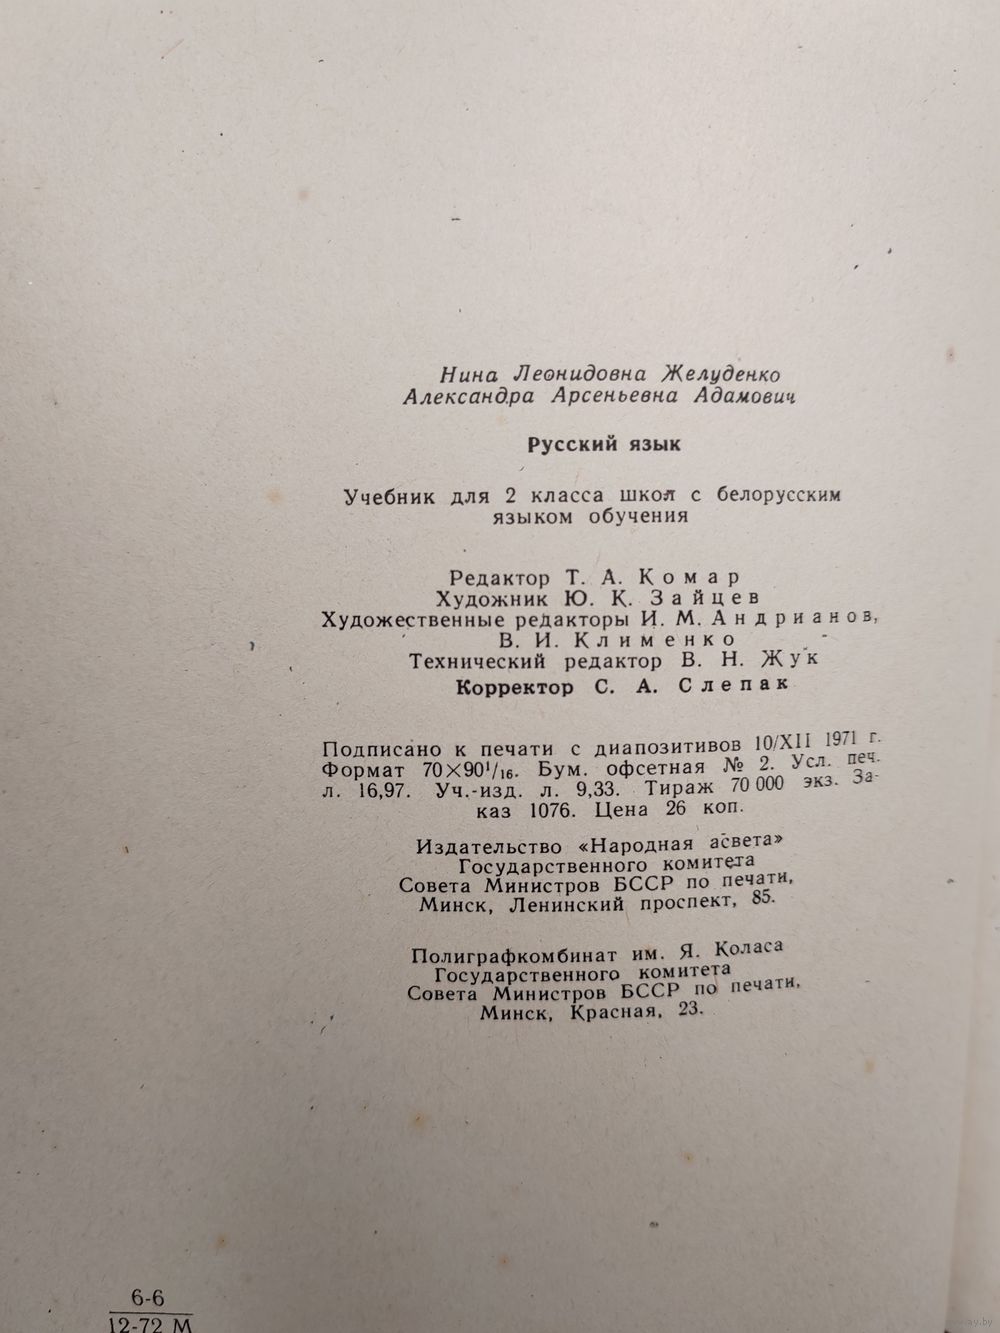 Нина Леонидовна Желуденко
Александра Арсеньевна Адамович
Русский язык
Учебник для 2 класса школ с белорусским
языком обучения
Редактор Т. А. Комар
Художник Ю. К. Зайцев
Художественные редакторы И. М. Андрианов,
В. И. Клименко
Технический редактор В. Н. Жук
Корректор С. А. Слепак
Подписано к печати с диапозитивов 10/XII 1971 г.
Формат 70×90¹/₁₆. Бум. офсетная № 2. Усл. печ.
л. 16,97. Уч.-изд. л. 9,33. Тираж 70 000 экз. За-
каз 1076. Цена 26 коп.
Издательство «Народная асвета»
Государственного комитета
Совета Министров БССР по печати,
Минск, Ленинский проспект, 85.
Полиграфкомбинат им. Я. Коласа
Государственного комитета
Совета Министров БССР по печати,
Минск, Красная, 23.
6-6
12-72 М